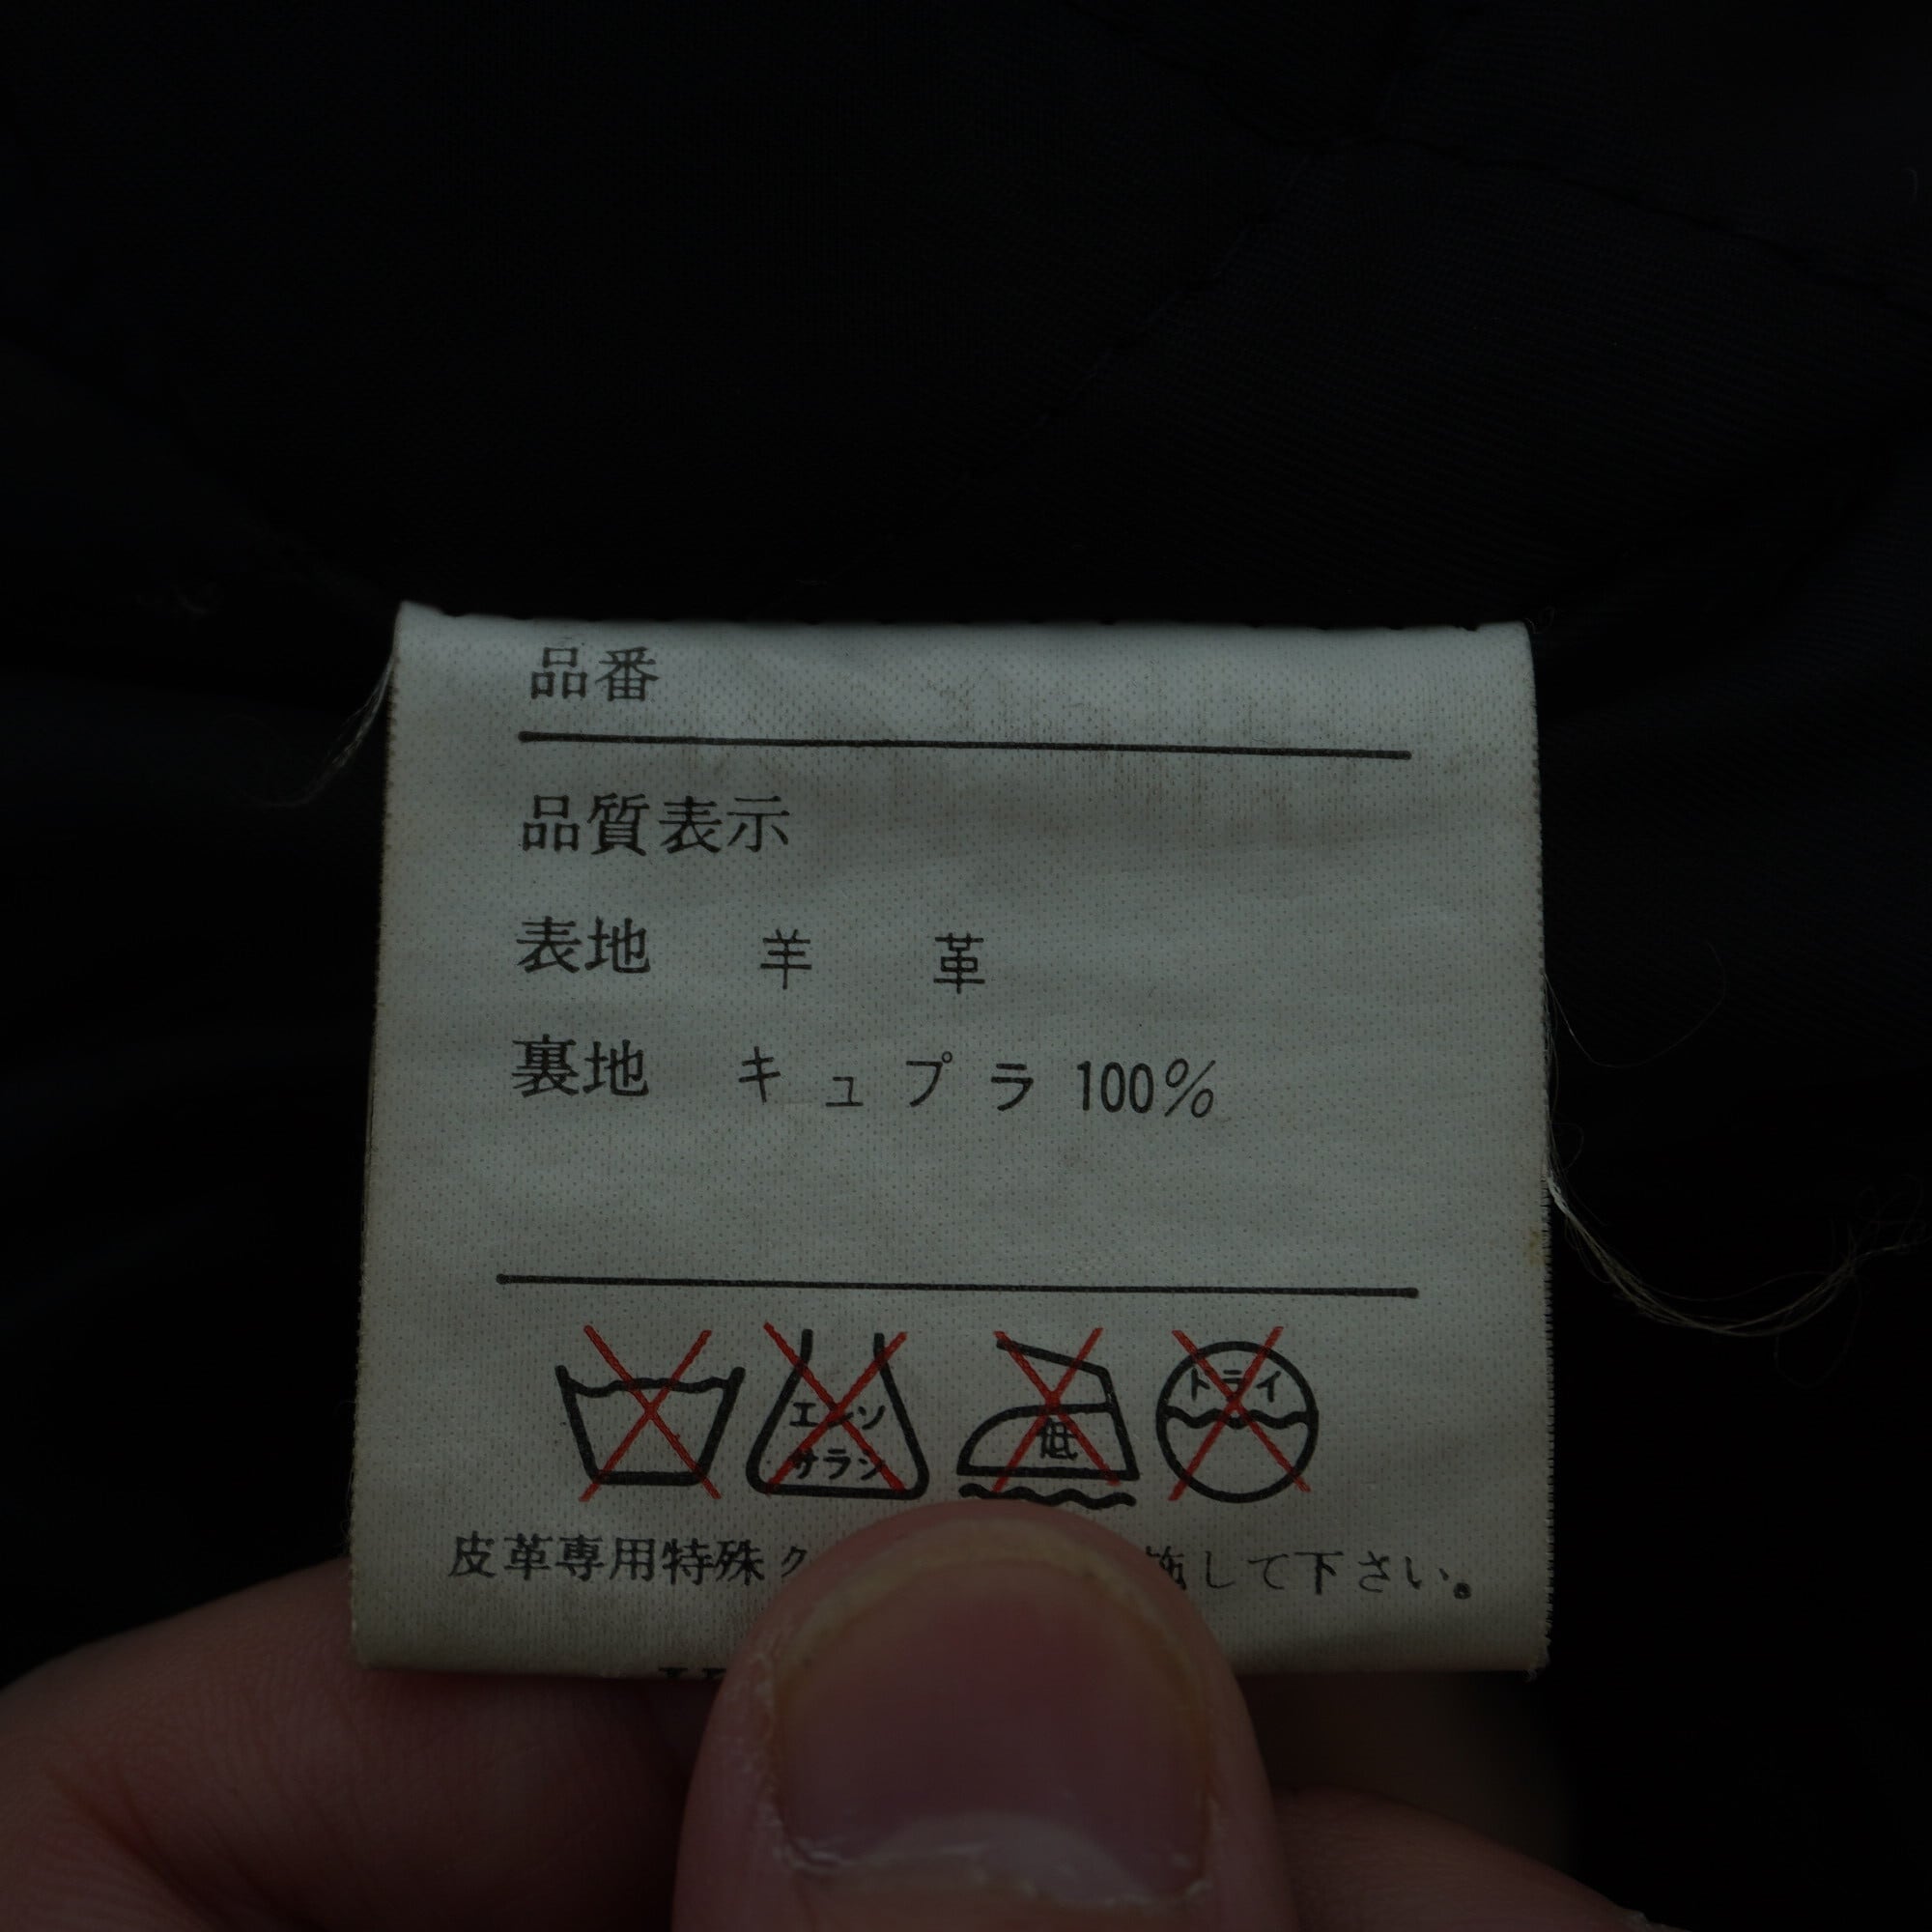 品番
品質表示
表地 羊 革
裏地 キュプラ 100%
エンソ ドライ
サラシ 低
皮革専用特殊ク 施して下さい。